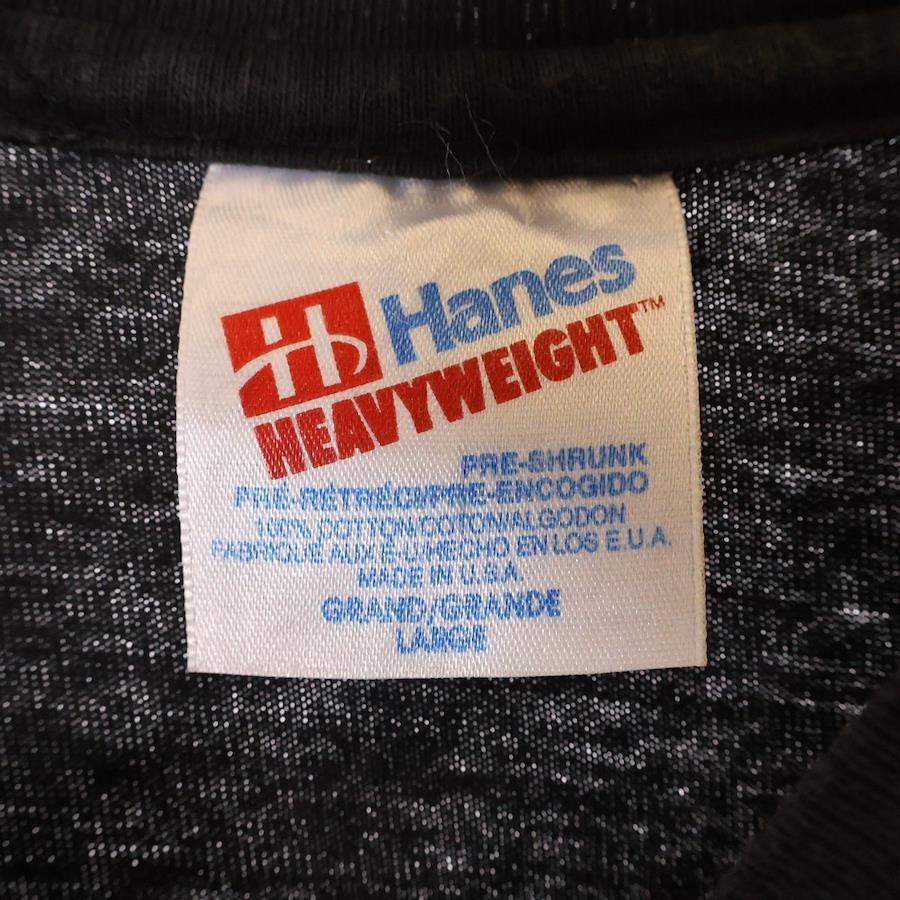 H Hanes
HEAVYWEIGHT™
PRE-SHRUNK
PRÉ-RÉTRÉCI/PRE-ENCOGIDO
100% COTTON/COTON/ALGODON
FABRIQUÉ AUX É-U/HECHO EN LOS E.U.A.
MADE IN U.S.A.
GRAND/GRANDE
LARGE